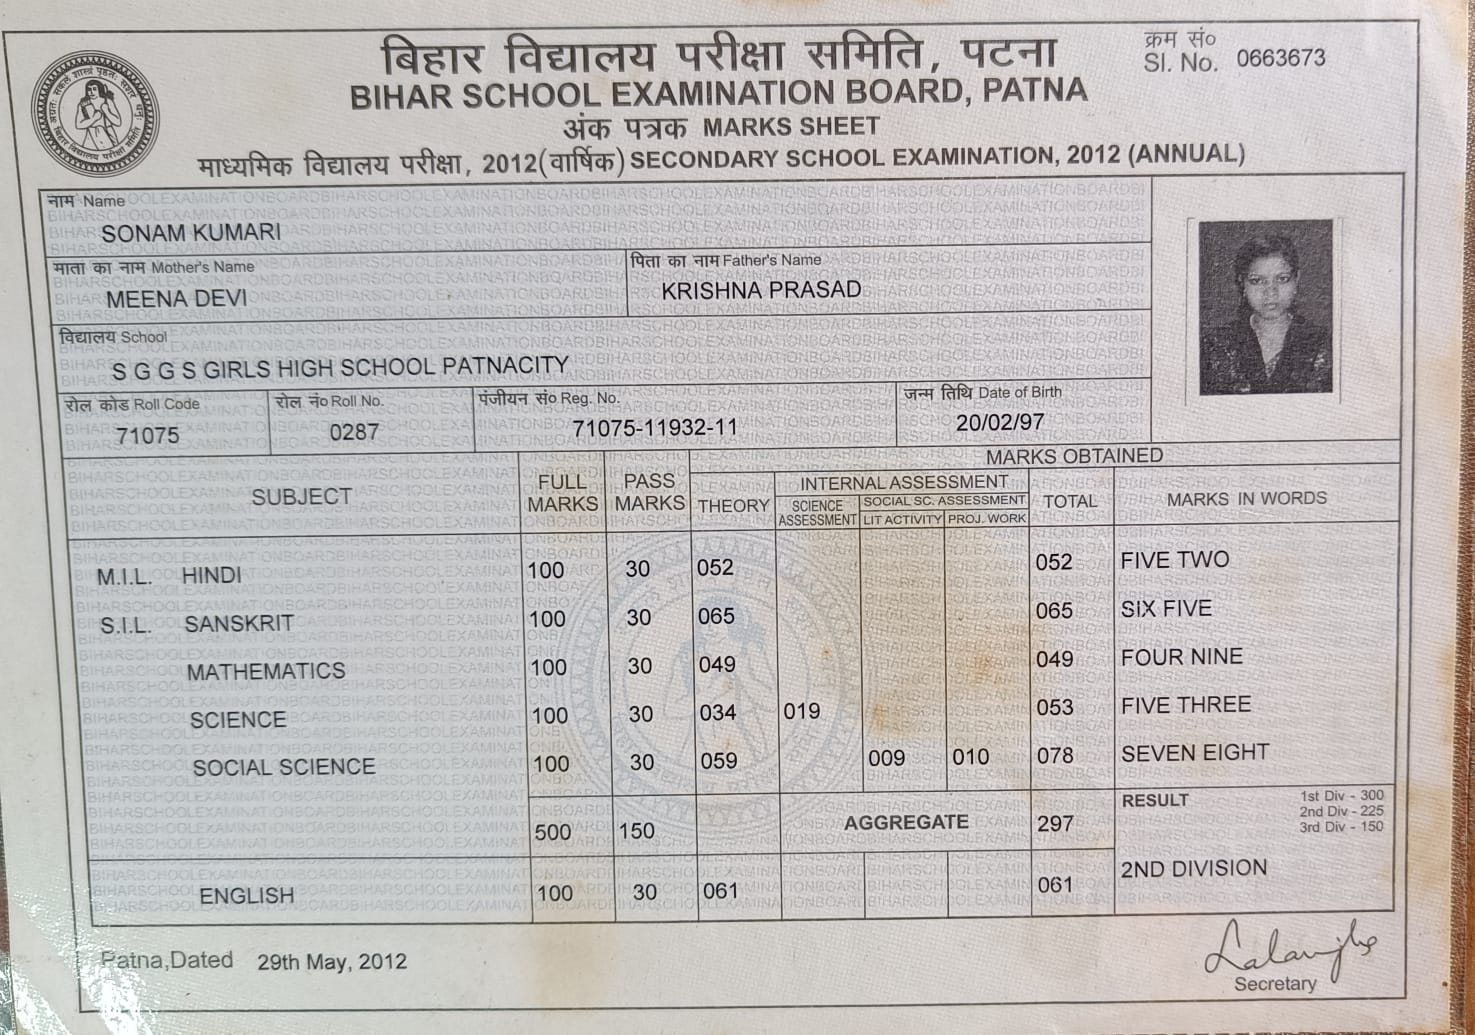 बिहार विद्यालय परीक्षा समिति, पटना
क्रम सं०
Sl. No. 0663673
BIHAR SCHOOL EXAMINATION BOARD, PATNA
अंक पत्रक MARKS SHEET
माध्यमिक विद्यालय परीक्षा, 2012(वार्षिक) SECONDARY SCHOOL EXAMINATION, 2012 (ANNUAL)
नाम Name
SONAM KUMARI
माता का नाम Mother's Name पिता का नाम Father's Name
MEENA DEVI KRISHNA PRASAD
विद्यालय School
S G G S GIRLS HIGH SCHOOL PATNACITY
रोल कोड Roll Code रोल नं० Roll No. पंजीयन सं० Reg. No. जन्म तिथि Date of Birth
71075 0287 71075-11932-11 20/02/97
MARKS OBTAINED
SUBJECT FULL MARKS PASS MARKS THEORY INTERNAL ASSESSMENT TOTAL MARKS IN WORDS
SCIENCE ASSESSMENT SOCIAL SC. ASSESSMENT
LIT ACTIVITY PROJ. WORK
M.I.L. HINDI 100 30 052 052 FIVE TWO
S.I.L. SANSKRIT 100 30 065 065 SIX FIVE
MATHEMATICS 100 30 049 049 FOUR NINE
SCIENCE 100 30 034 019 053 FIVE THREE
SOCIAL SCIENCE 100 30 059 009 010 078 SEVEN EIGHT
500 150 AGGREGATE 297
RESULT 1st Div - 300
2nd Div - 225
3rd Div - 150
2ND DIVISION
ENGLISH 100 30 061 061
Patna,Dated 29th May, 2012
Secretary